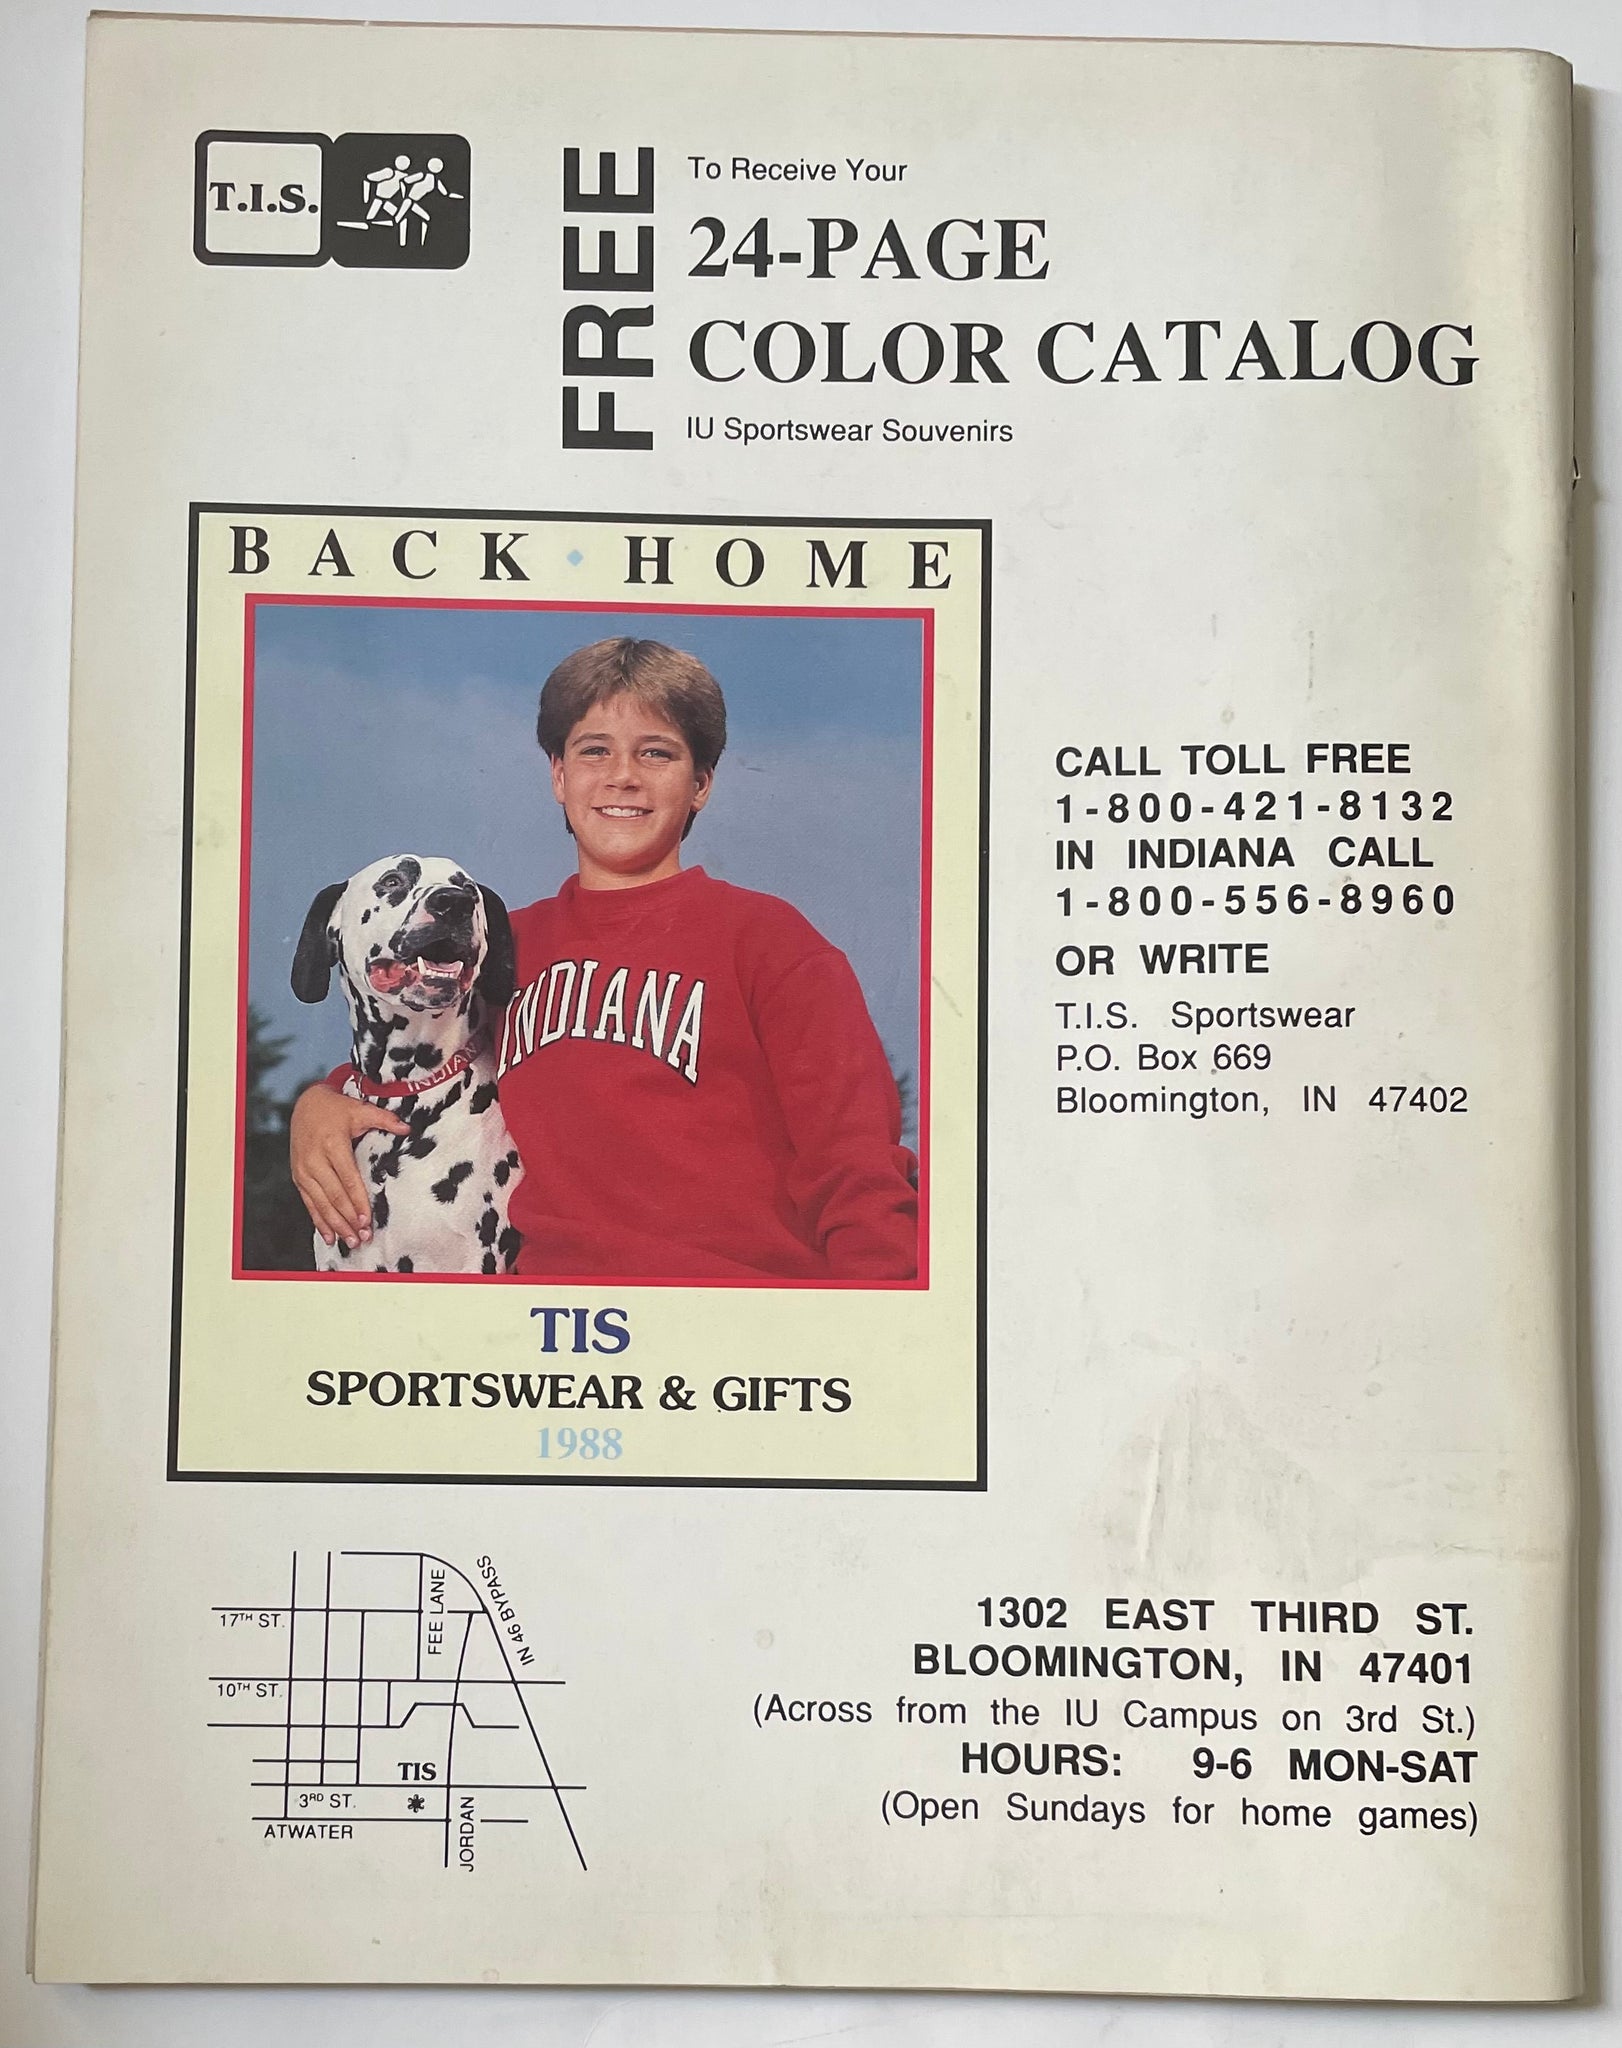 T.I.S.
FREE
To Receive Your
24-PAGE
COLOR CATALOG
IU Sportswear Souvenirs
BACK • HOME
INDIANA
INDIAN
TIS
SPORTSWEAR & GIFTS
1988
CALL TOLL FREE
1-800-421-8132
IN INDIANA CALL
1-800-556-8960
OR WRITE
T.I.S. Sportswear
P.O. Box 669
Bloomington, IN 47402
17TH ST.
FEE LANE
IN 46 BYPASS
10TH ST.
TIS
3RD ST.
ATWATER
JORDAN
1302 EAST THIRD ST.
BLOOMINGTON, IN 47401
(Across from the IU Campus on 3rd St.)
HOURS: 9-6 MON-SAT
(Open Sundays for home games)